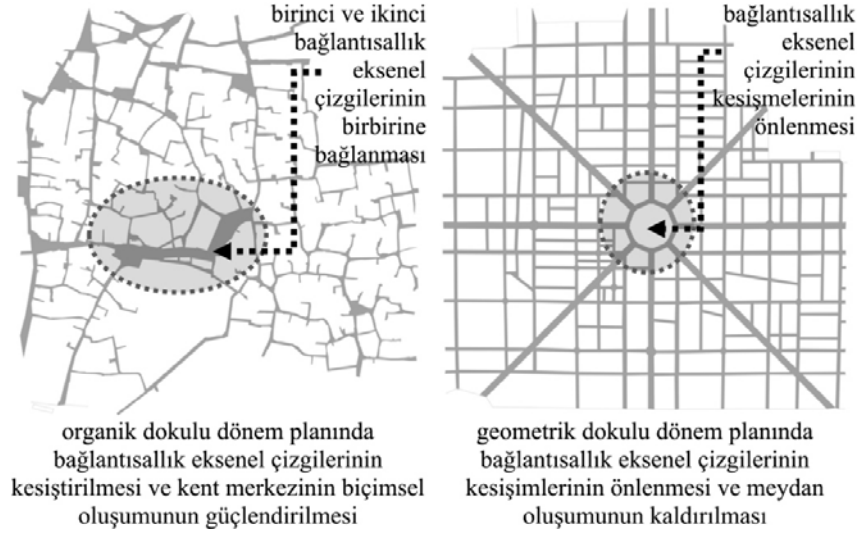 birinci ve ikinci
bağlantısallık
eksenel
çizgilerinin
birbirine
bağlanması
bağlantısallık
eksenel
çizgilerinin
kesişmelerinin
önlenmesi
organik dokulu dönem planında
bağlantısallık eksenel çizgilerinin
kesiştirilmesi ve kent merkezinin biçimsel
oluşumunun güçlendirilmesi
geometrik dokulu dönem planında
bağlantısallık eksenel çizgilerinin
kesişimlerinin önlenmesi ve meydan
oluşumunun kaldırılması